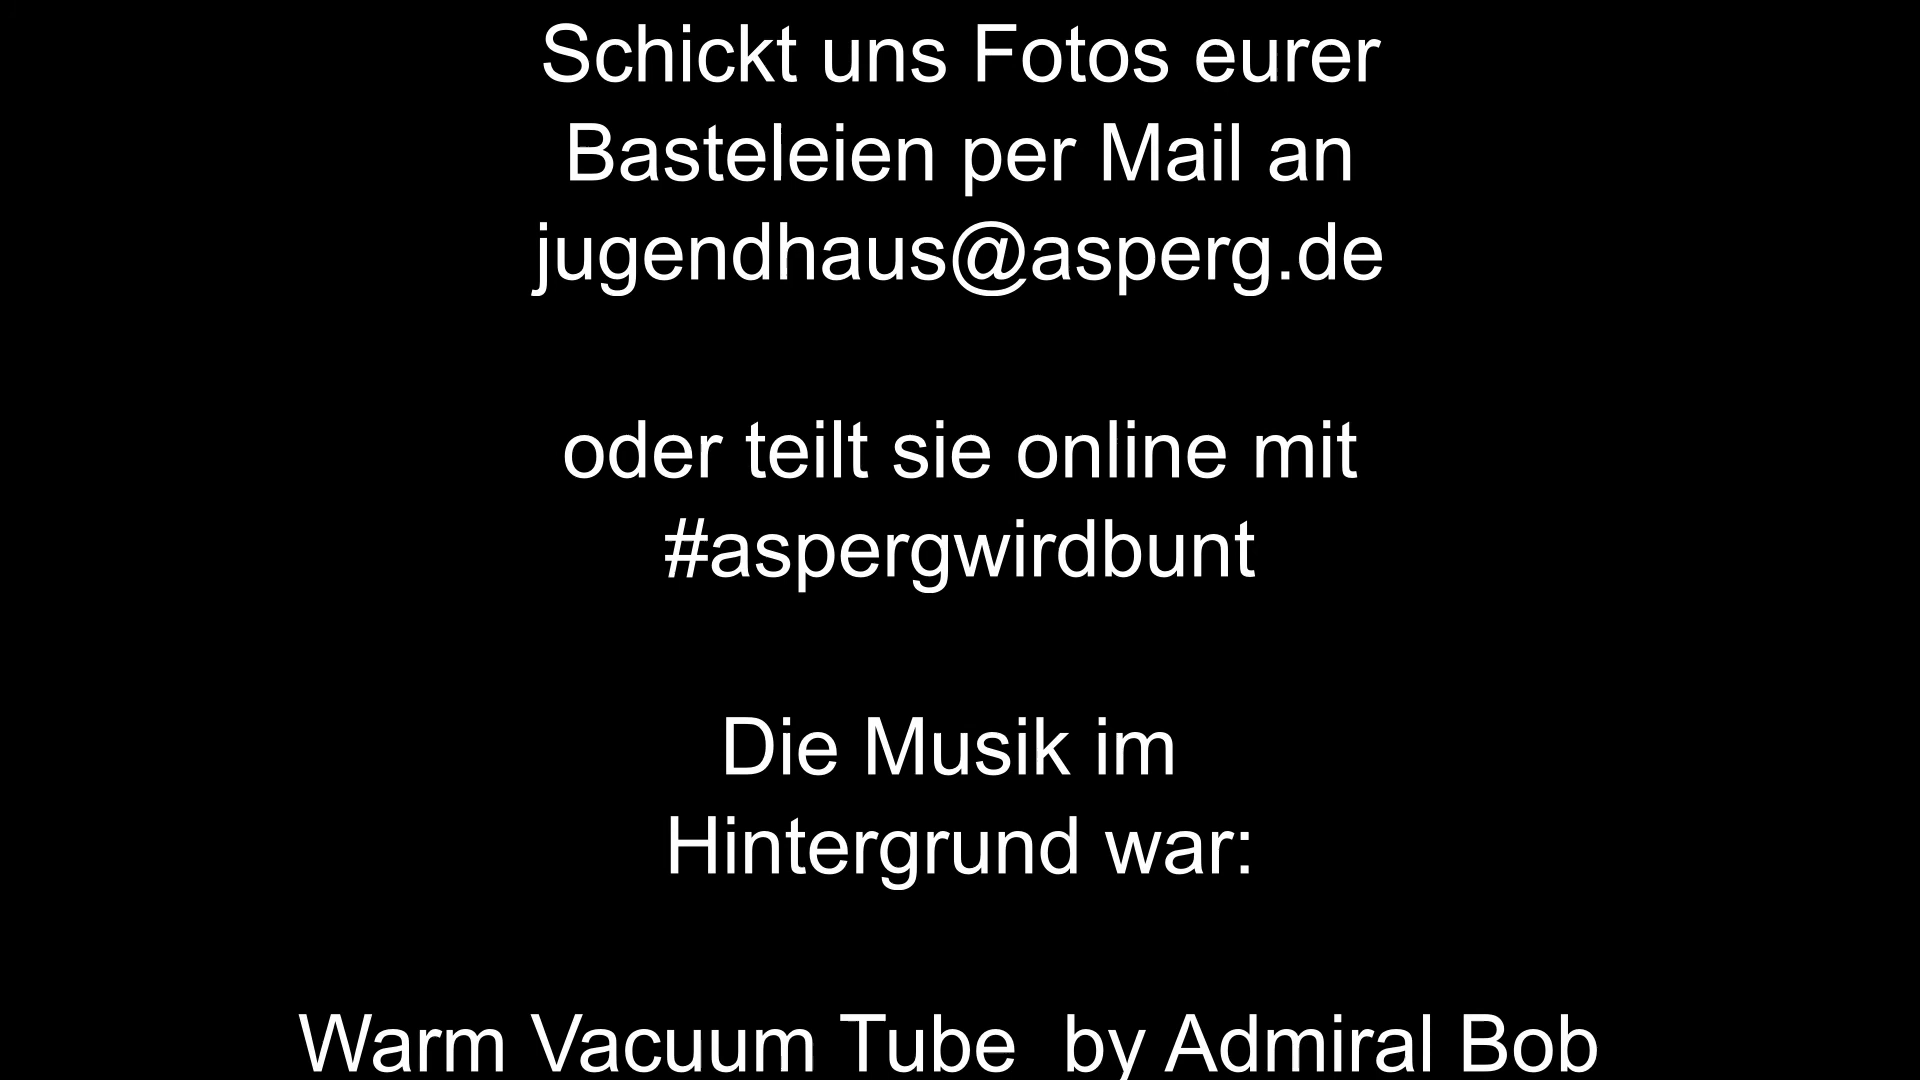 Schickt uns Fotos eurer
Basteleien per Mail an
jugendhaus@asperg.de
oder teilt sie online mit
#aspergwirdbunt
Die Musik im
Hintergrund war:
Warm Vacuum Tube  by Admiral Bob